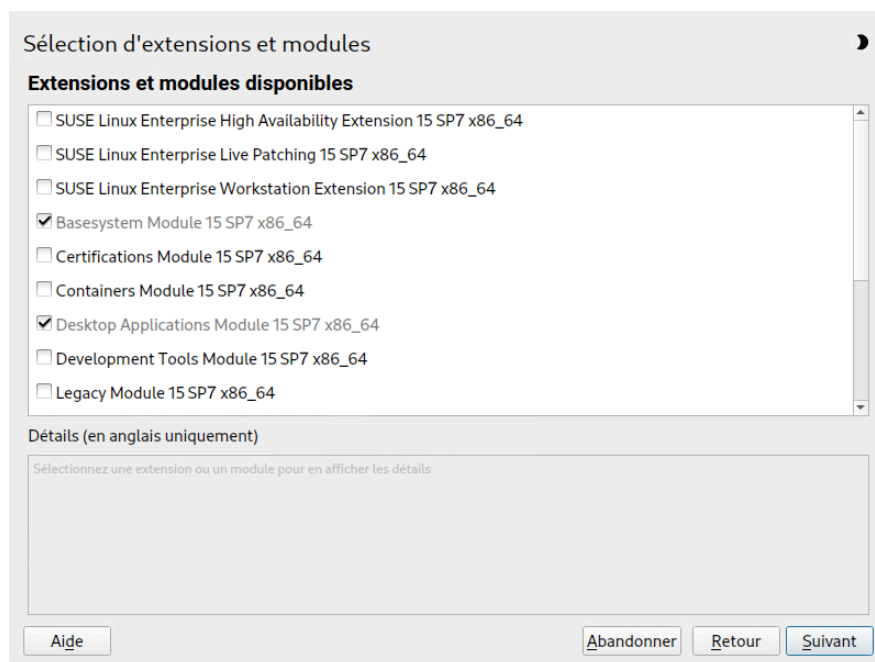 Sélection d'extensions et modules
Extensions et modules disponibles
SUSE Linux Enterprise High Availability Extension 15 SP7 x86_64
SUSE Linux Enterprise Live Patching 15 SP7 x86_64
SUSE Linux Enterprise Workstation Extension 15 SP7 x86_64
Basesystem Module 15 SP7 x86_64
Certifications Module 15 SP7 x86_64
Containers Module 15 SP7 x86_64
Desktop Applications Module 15 SP7 x86_64
Development Tools Module 15 SP7 x86_64
Legacy Module 15 SP7 x86_64
Détails (en anglais uniquement)
Sélectionnez une extension ou un module pour en afficher les détails
Aide Abandonner Retour Suivant